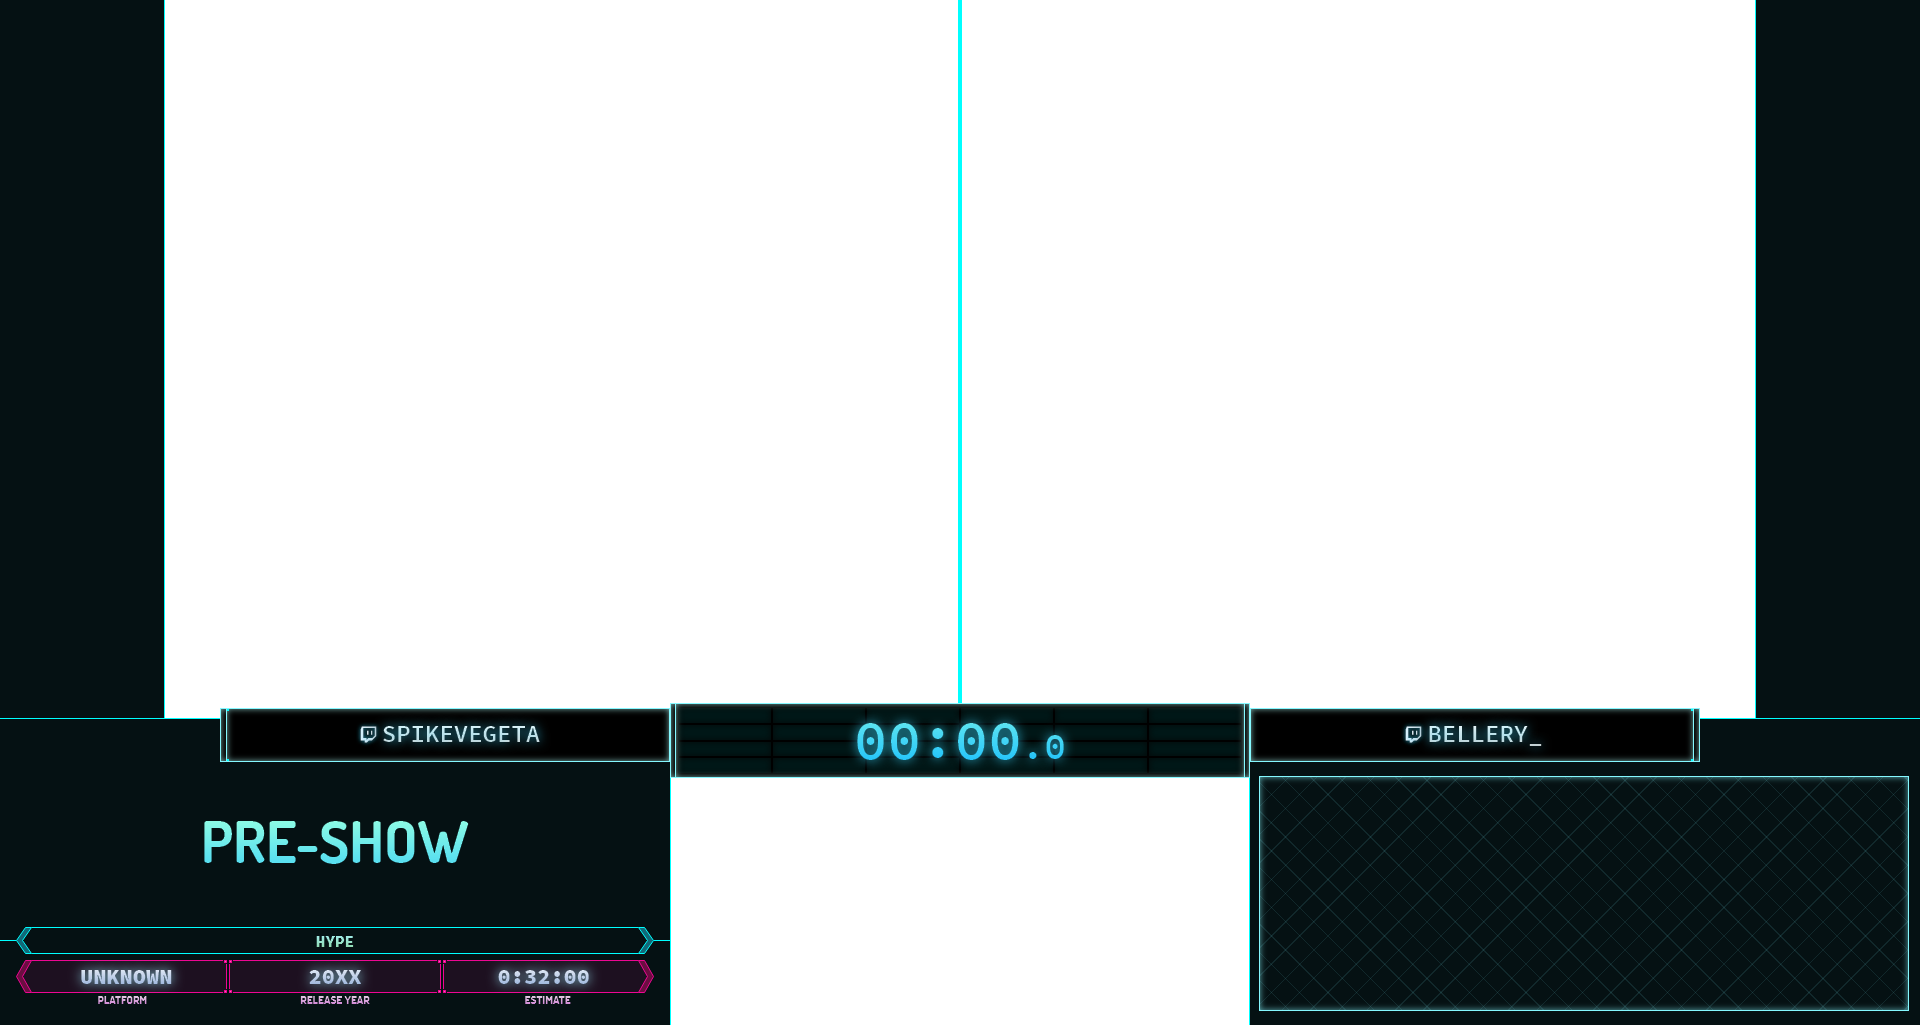 SPIKEVEGETA
00:00.0
BELLERY_
PRE-SHOW
HYPE
UNKNOWN
20XX
0:32:00
PLATFORM
RELEASE YEAR
ESTIMATE